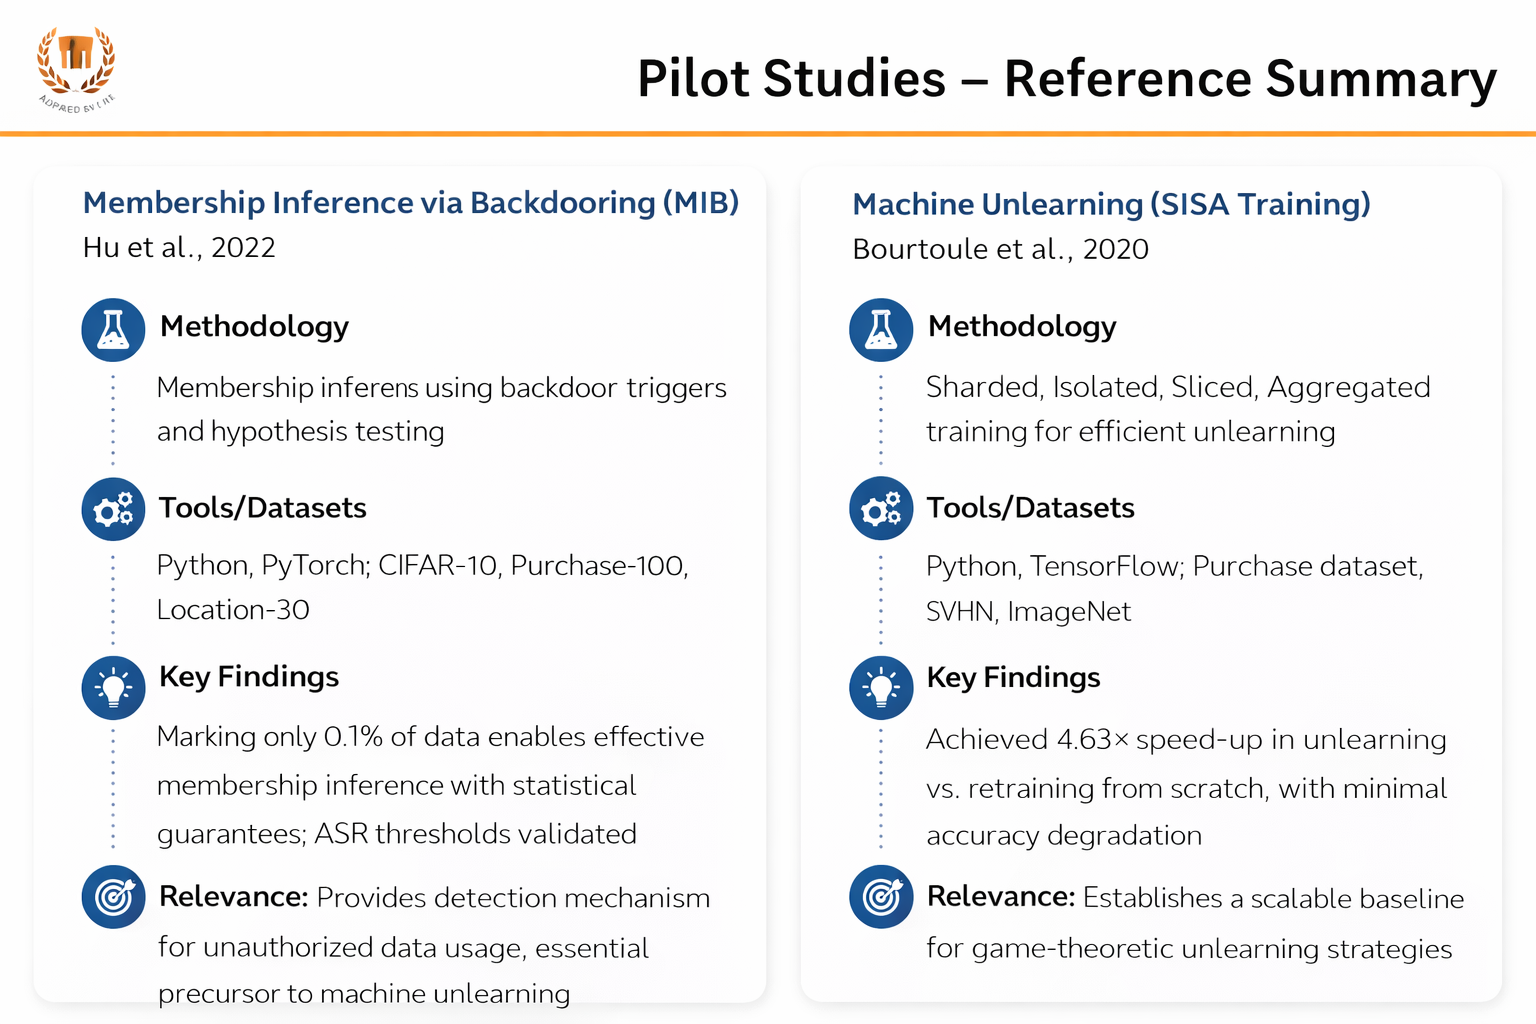 Pilot Studies – Reference Summary
Membership Inference via Backdooring (MIB)
Hu et al., 2022
Methodology
Membership inferens using backdoor triggers
and hypothesis testing
Tools/Datasets
Python, PyTorch; CIFAR-10, Purchase-100,
Location-30
Key Findings
Marking only 0.1% of data enables effective
membership inference with statistical
guarantees; ASR thresholds validated
Relevance: Provides detection mechanism
for unauthorized data usage, essential
precursor to machine unlearning
Machine Unlearning (SISA Training)
Bourtoule et al., 2020
Methodology
Sharded, Isolated, Sliced, Aggregated
training for efficient unlearning
Tools/Datasets
Python, TensorFlow; Purchase dataset,
SVHN, ImageNet
Key Findings
Achieved 4.63× speed-up in unlearning
vs. retraining from scratch, with minimal
accuracy degradation
Relevance: Establishes a scalable baseline
for game-theoretic unlearning strategies